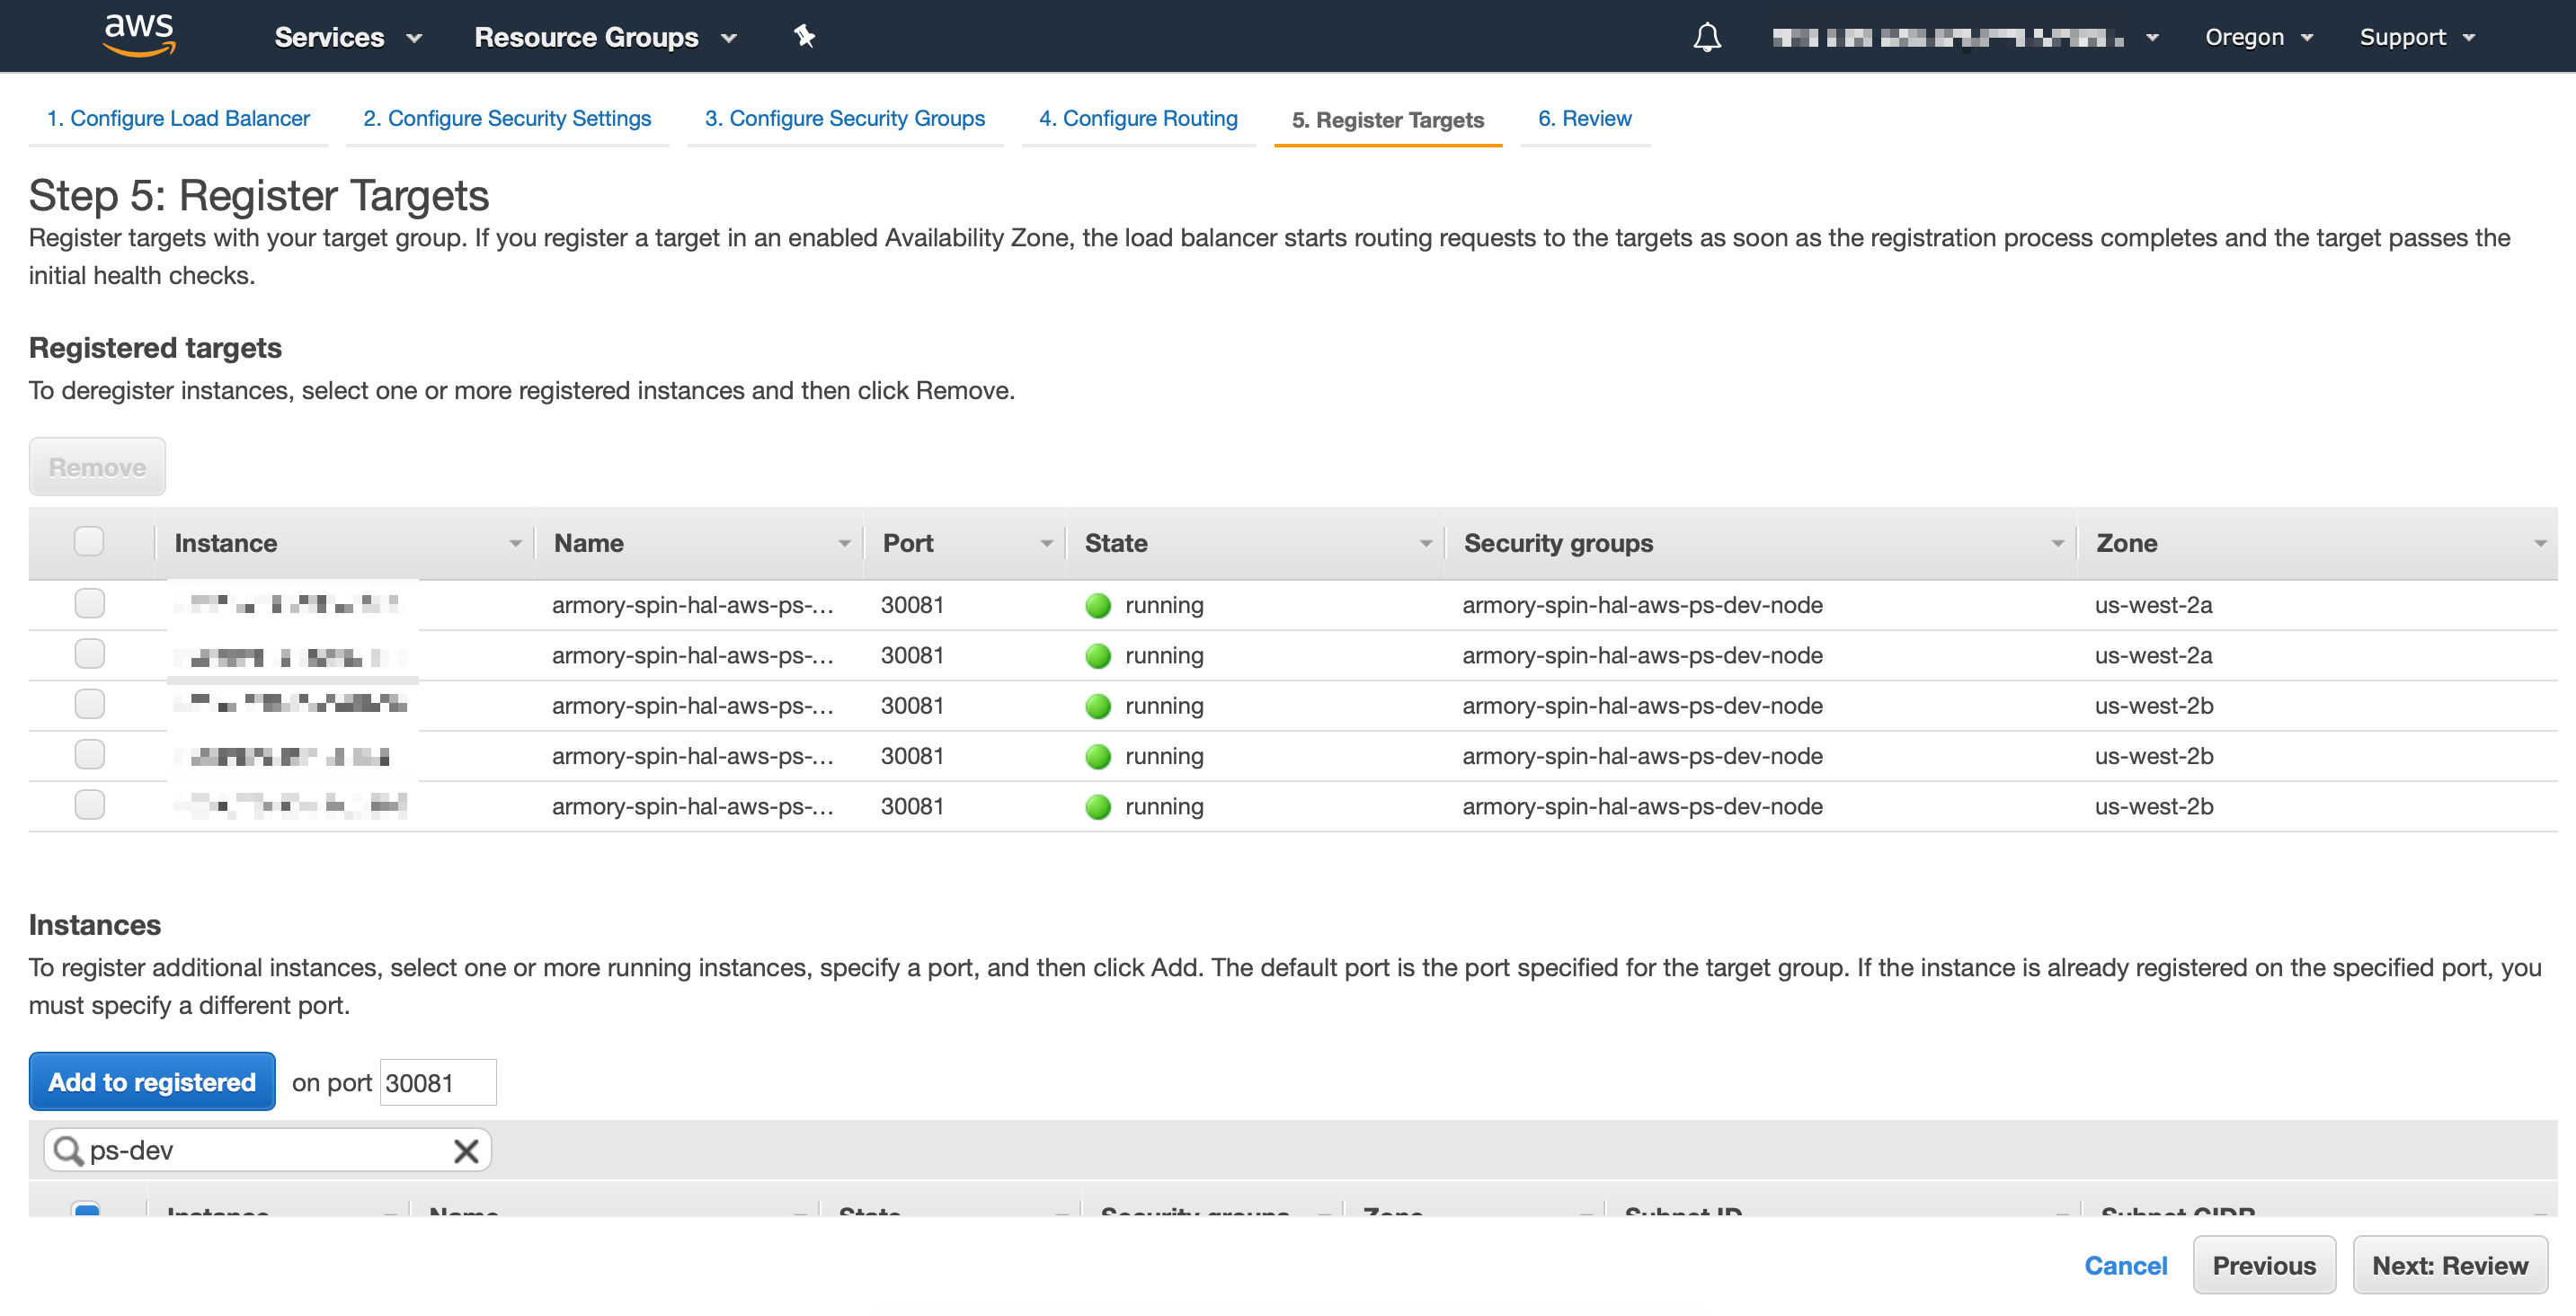 aws Services Resource Groups Oregon Support
1. Configure Load Balancer 2. Configure Security Settings 3. Configure Security Groups 4. Configure Routing 5. Register Targets 6. Review
Step 5: Register Targets
Register targets with your target group. If you register a target in an enabled Availability Zone, the load balancer starts routing requests to the targets as soon as the registration process completes and the target passes the
initial health checks.
Registered targets
To deregister instances, select one or more registered instances and then click Remove.
Remove
Instance Name Port State Security groups Zone
armory-spin-hal-aws-ps-... 30081 running armory-spin-hal-aws-ps-dev-node us-west-2a
armory-spin-hal-aws-ps-... 30081 running armory-spin-hal-aws-ps-dev-node us-west-2a
armory-spin-hal-aws-ps-... 30081 running armory-spin-hal-aws-ps-dev-node us-west-2b
armory-spin-hal-aws-ps-... 30081 running armory-spin-hal-aws-ps-dev-node us-west-2b
armory-spin-hal-aws-ps-... 30081 running armory-spin-hal-aws-ps-dev-node us-west-2b
Instances
To register additional instances, select one or more running instances, specify a port, and then click Add. The default port is the port specified for the target group. If the instance is already registered on the specified port, you
must specify a different port.
Add to registered on port 30081
ps-dev
Instance Name State Security groups Zone Subnet ID Subnet CIDR
Cancel Previous Next: Review